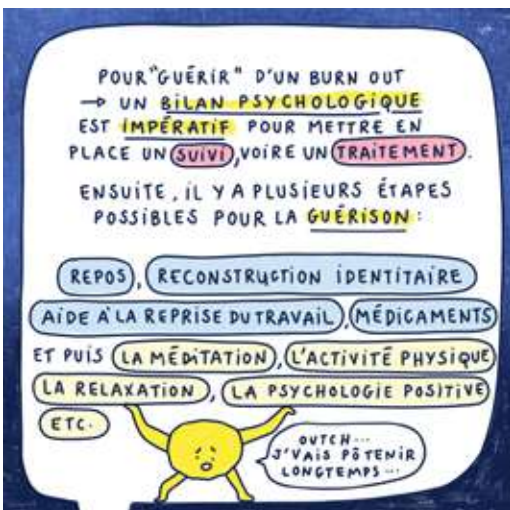 POUR "GUÉRIR" D'UN BURN OUT
→ UN BILAN PSYCHOLOGIQUE
EST IMPÉRATIF POUR METTRE EN
PLACE UN SUIVI, VOIRE UN TRAITEMENT.
ENSUITE, IL Y A PLUSIEURS ÉTAPES
POSSIBLES POUR LA GUÉRISON :
REPOS, RECONSTRUCTION IDENTITAIRE
AIDE À LA REPRISE DU TRAVAIL, MÉDICAMENTS
ET PUIS LA MÉDITATION, L'ACTIVITÉ PHYSIQUE
LA RELAXATION, LA PSYCHOLOGIE POSITIVE
ETC.
OUTCH...
J'VAIS PÔTENIR
LONGTEMPS...